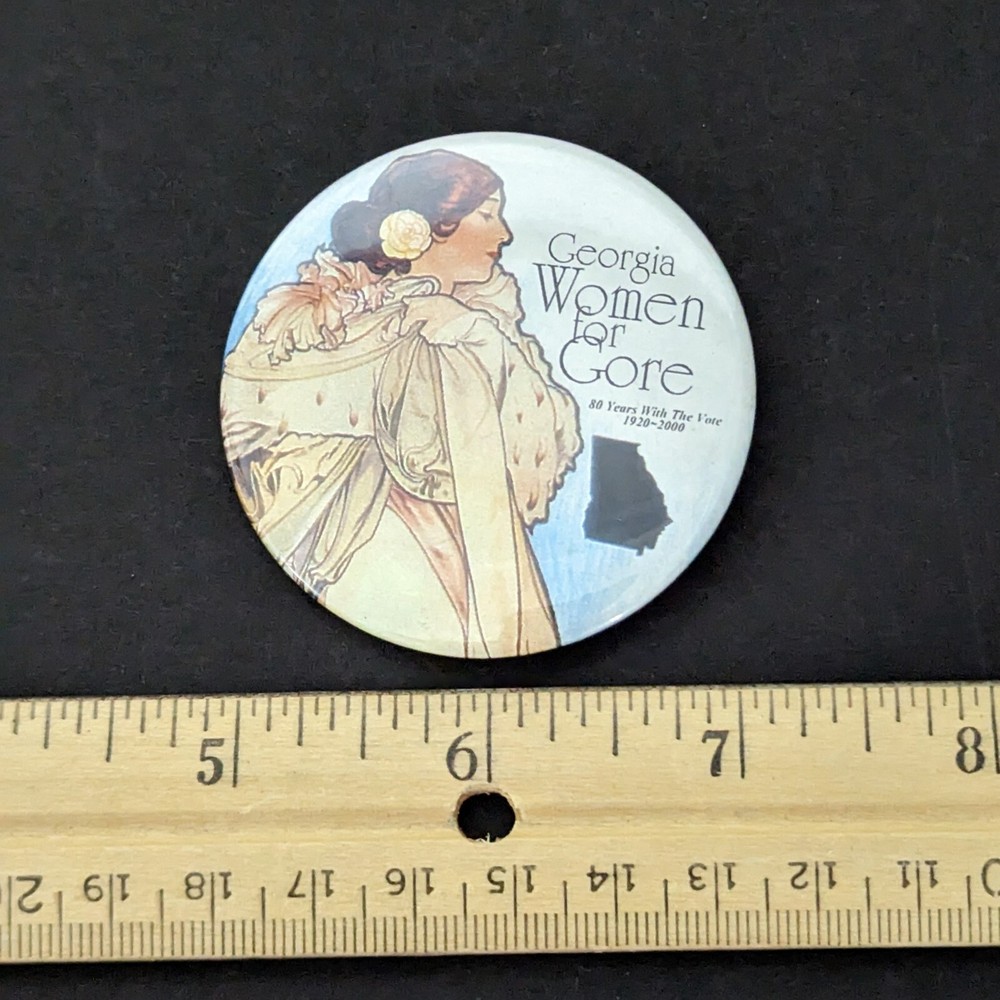 Georgia
Women
for
Gore
80 Years With The Vote
1920~2000
5 6 7 8
20 19 18 17 16 15 14 13 12 11